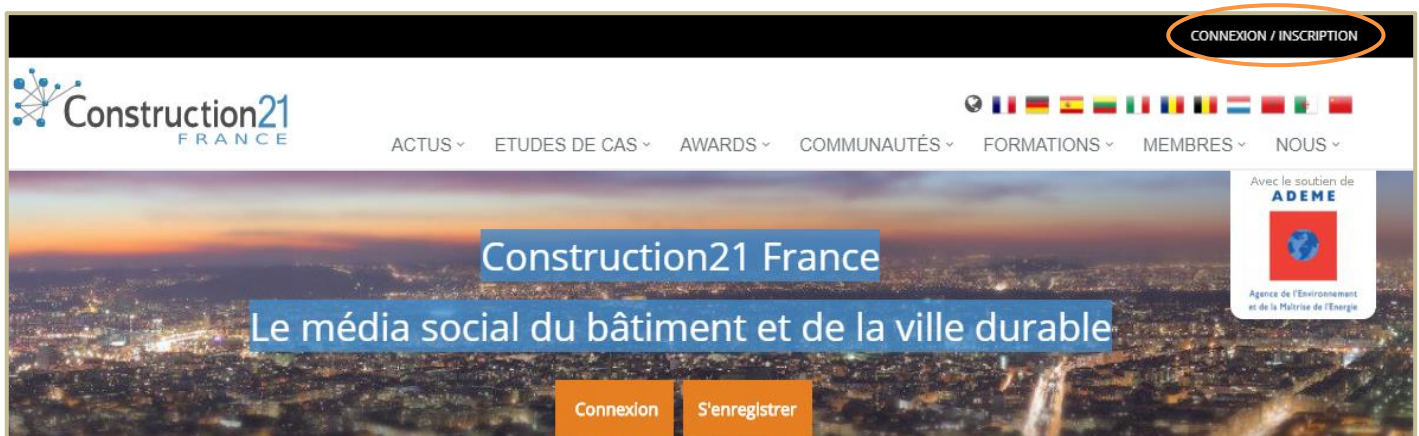 CONNEXION / INSCRIPTION
Construction21
FRANCE
ACTUS ETUDES DE CAS AWARDS COMMUNAUTÉS FORMATIONS MEMBRES NOUS
Avec le soutien de
ADEME
Agence de l'Environnement
et de la Maîtrise de l'Energie
Construction21 France
Le média social du bâtiment et de la ville durable
Connexion S'enregistrer